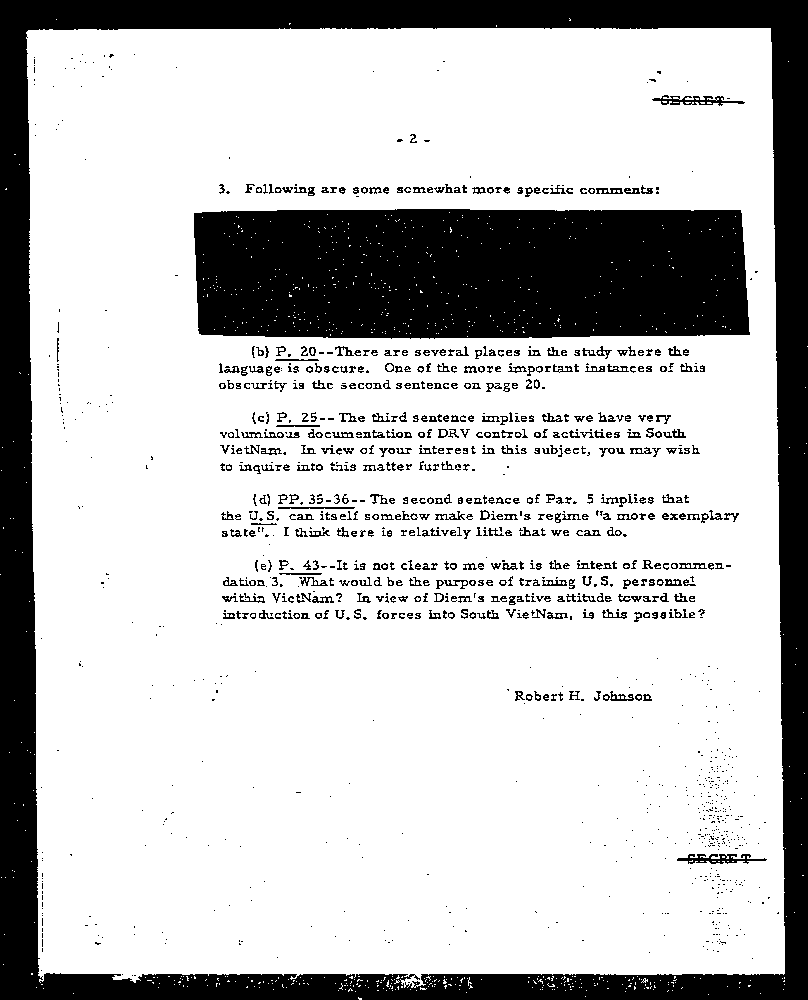 SECRET
- 2 -
3. Following are some somewhat more specific comments:
(b) P. 20--There are several places in the study where the
language is obscure. One of the more important instances of this
obscurity is the second sentence on page 20.
(c) P. 25--The third sentence implies that we have very
voluminous documentation of DRV control of activities in South
VietNam. In view of your interest in this subject, you may wish
to inquire into this matter further.
(d) PP. 35-36--The second sentence of Par. 5 implies that
the U.S. can itself somehow make Diem's regime "a more exemplary
state". I think there is relatively little that we can do.
(e) P. 43--It is not clear to me what is the intent of Recommen-
dation 3. What would be the purpose of training U.S. personnel
within VietNam? In view of Diem's negative attitude toward the
introduction of U.S. forces into South VietNam, is this possible?
Robert H. Johnson
SECRET